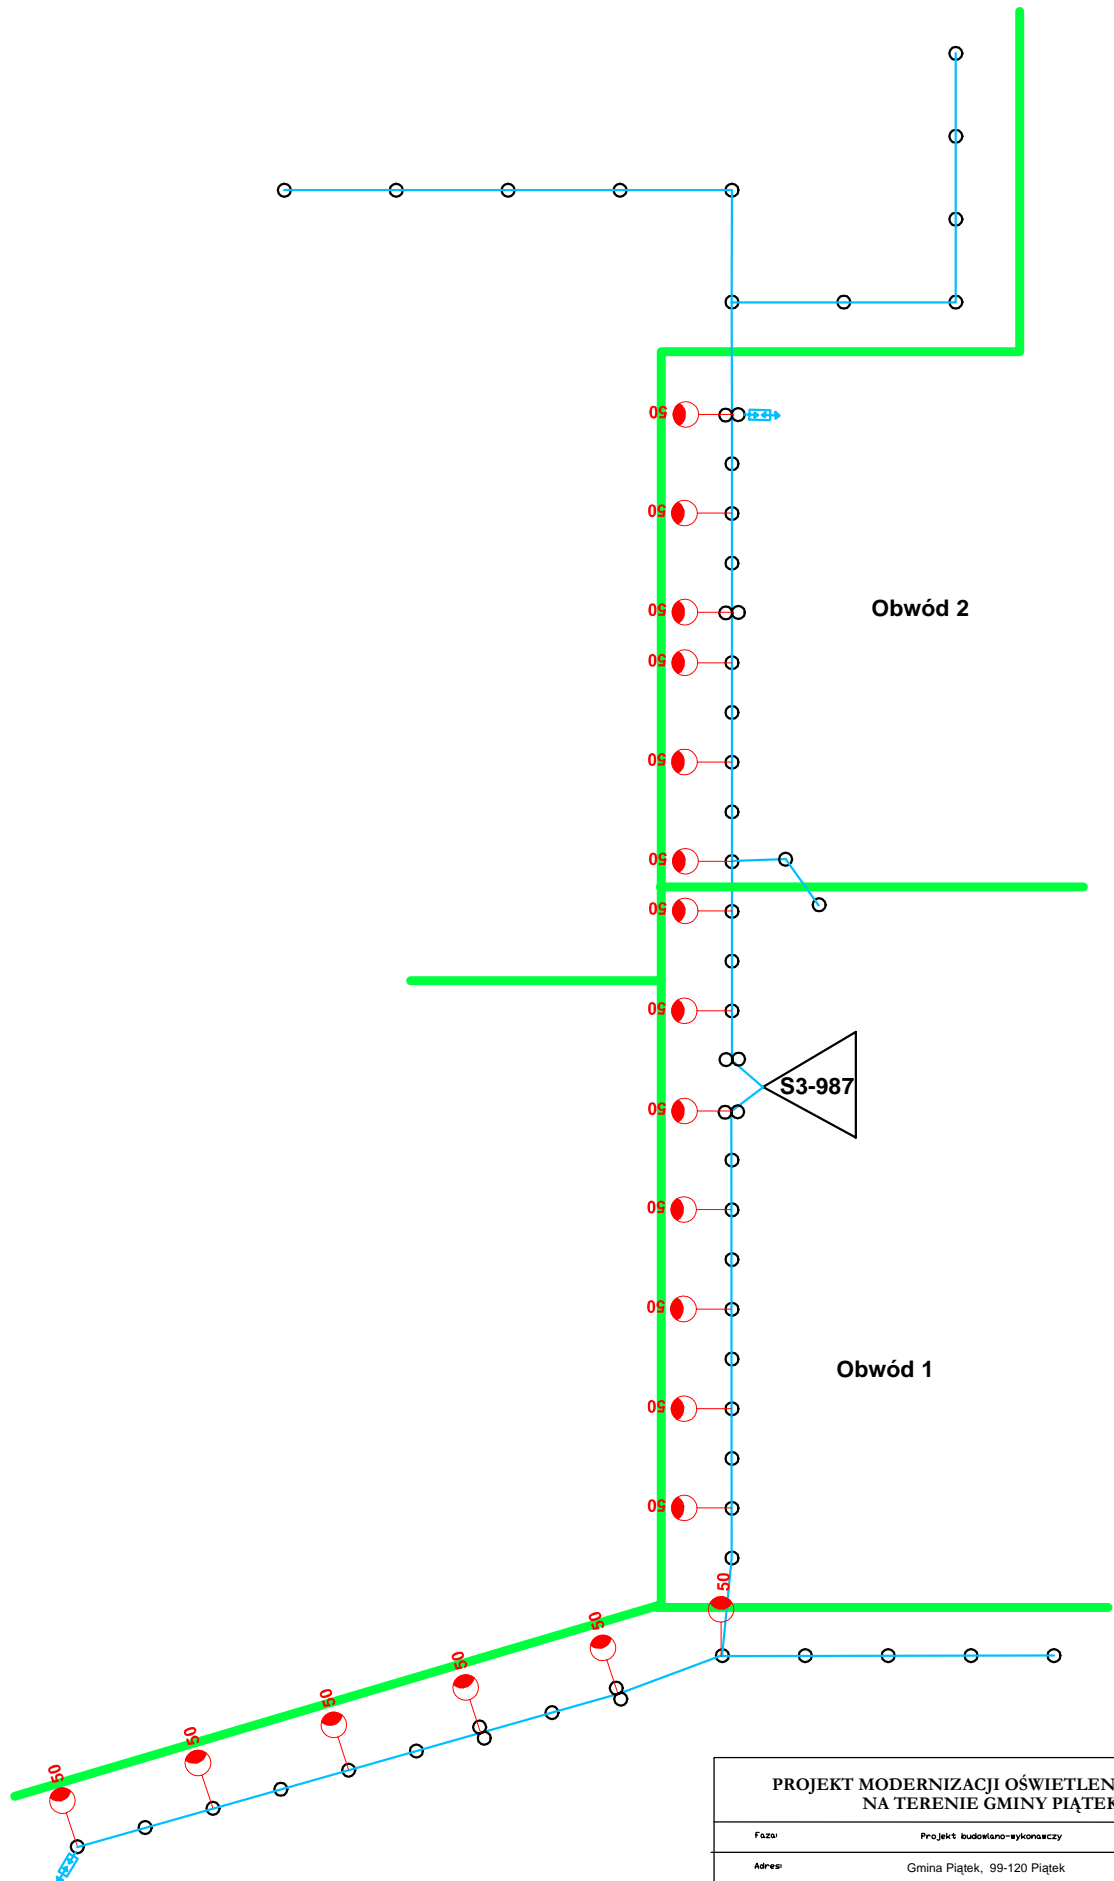 50
50
Obwód 2
50
50
50
50
50
50
S3-987
50
50
50
Obwód 1
50
50
50
50
50
50
50
50
PROJEKT MODERNIZACJI OŚWIETLEN
NA TERENIE GMINY PIĄTEK
Faza: Projekt budowlano-wykonawczy
Adres: Gmina Piątek, 99-120 Piątek